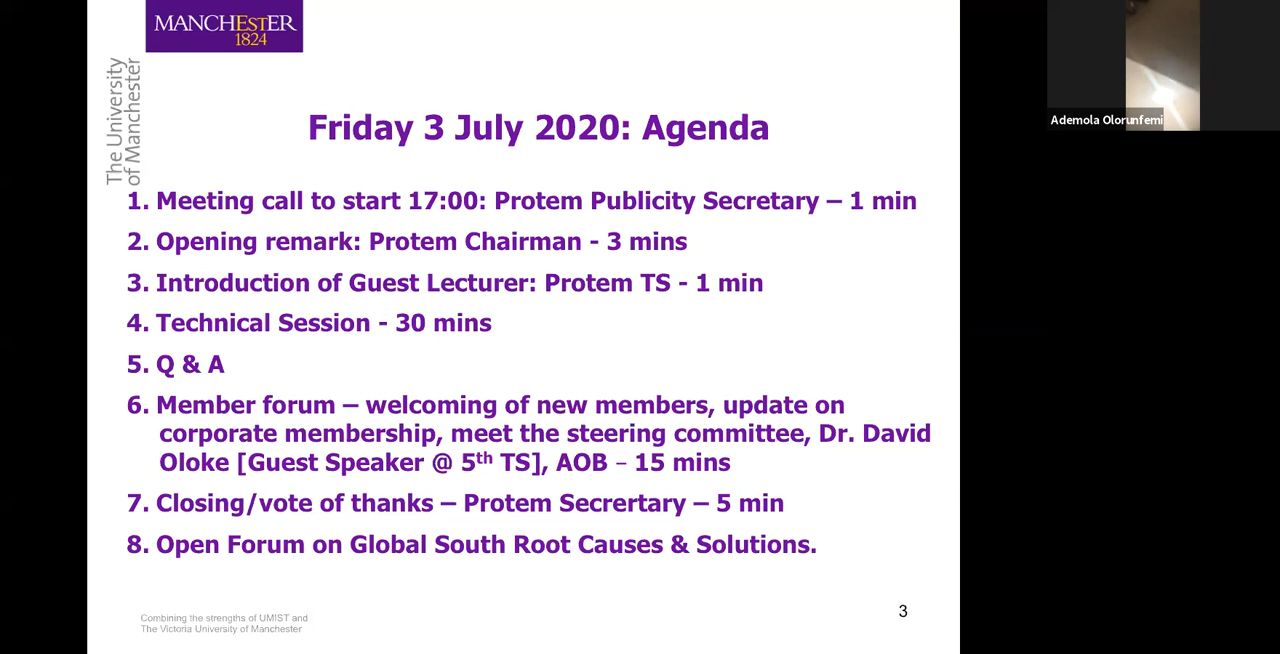 MANCHESTER
1824
The University
of Manchester
Ademola Olorunfemi
Friday 3 July 2020: Agenda
1. Meeting call to start 17:00: Protem Publicity Secretary – 1 min
2. Opening remark: Protem Chairman - 3 mins
3. Introduction of Guest Lecturer: Protem TS - 1 min
4. Technical Session - 30 mins
5. Q & A
6. Member forum – welcoming of new members, update on
corporate membership, meet the steering committee, Dr. David
Oloke [Guest Speaker @ 5th TS], AOB – 15 mins
7. Closing/vote of thanks – Protem Secrertary – 5 min
8. Open Forum on Global South Root Causes & Solutions.
Combining the strengths of UMIST and
The Victoria University of Manchester
3